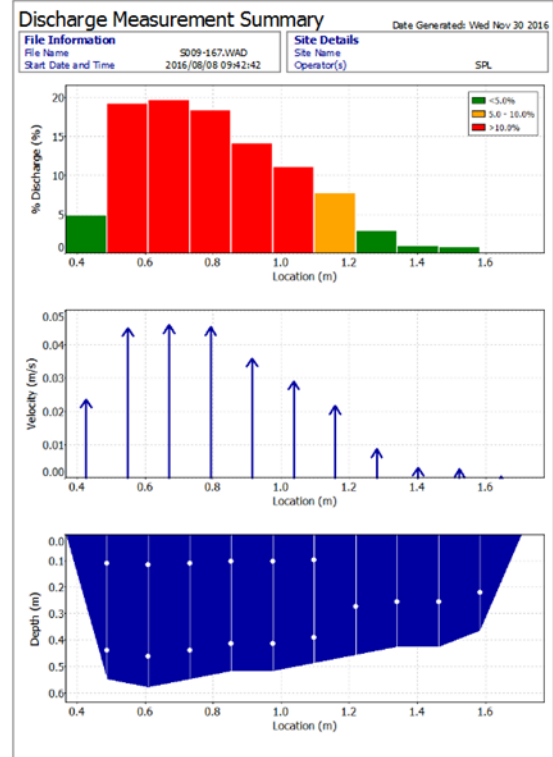 Discharge Measurement Summary
Date Generated: Wed Nov 30 2016
File Information
File Name S009-167.WAD
Start Date and Time 2016/08/08 09:42:42
Site Details
Site Name
Operator(s) SPL
% Discharge (%)
20
15
10
5
0
<5.0%
5.0 - 10.0%
>10.0%
0.4 0.6 0.8 1.0 1.2 1.4 1.6
Location (m)
Velocity (m/s)
0.05
0.04
0.03
0.02
0.01
0.00
0.4 0.6 0.8 1.0 1.2 1.4 1.6
Location (m)
Depth (m)
0.0
0.1
0.2
0.3
0.4
0.5
0.6
0.4 0.6 0.8 1.0 1.2 1.4 1.6
Location (m)